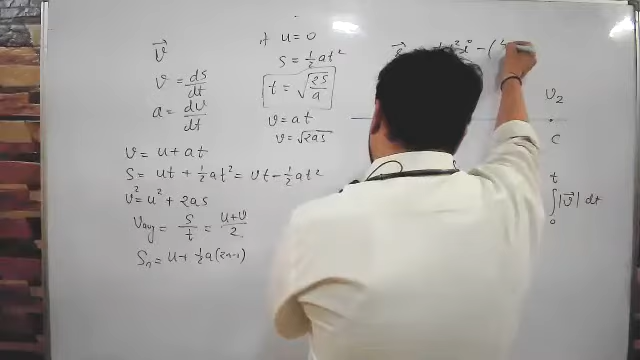 v⃗
v = ds/dt
a = dv/dt
v = u + at
s = ut + ½at² = vt - ½at²
v² = u² + 2as
Vavg = s/t = (u+v)/2
Sn = u + ½a(2n-1)
If u = 0
s = ½at²
t = √(2s/a)
v = at
v = √2as
v₂
C
∫₀ᵗ |v⃗| dt